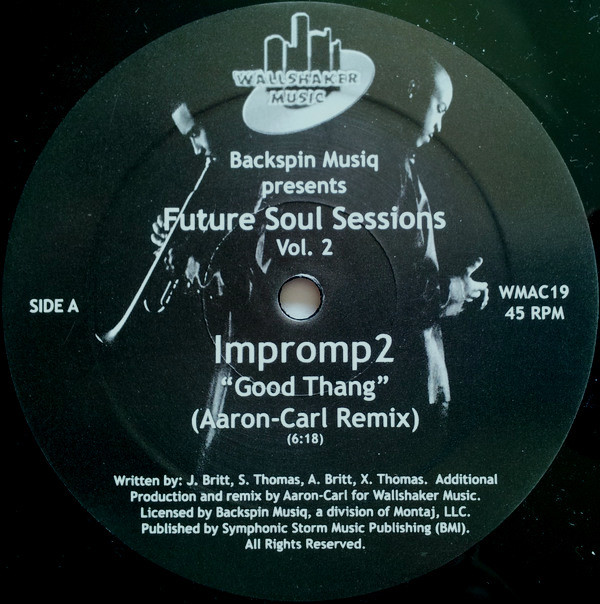 WALLSHAKER
MUSIC
Backspin Musiq
presents
Future Soul Sessions
Vol. 2
SIDE A
WMAC19
45 RPM
Impromp2
“Good Thang”
(Aaron-Carl Remix)
(6:18)
Written by: J. Britt, S. Thomas, A. Britt, X. Thomas. Additional
Production and remix by Aaron-Carl for Wallshaker Music.
Licensed by Backspin Musiq, a division of Montaj, LLC.
Published by Symphonic Storm Music Publishing (BMI).
All Rights Reserved.